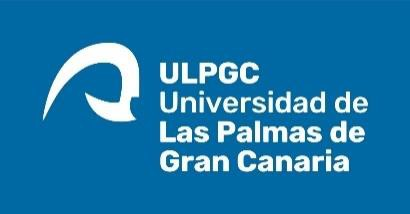 ULPGC
Universidad de
Las Palmas de
Gran Canaria